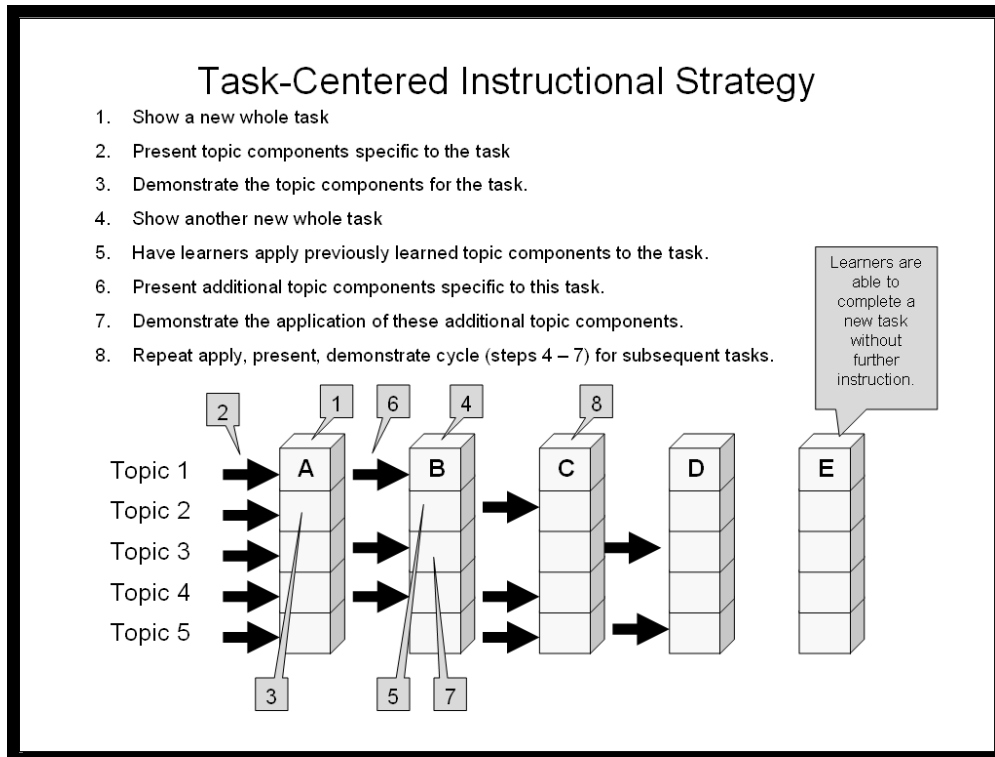 Task-Centered Instructional Strategy
1. Show a new whole task
2. Present topic components specific to the task
3. Demonstrate the topic components for the task.
4. Show another new whole task
5. Have learners apply previously learned topic components to the task.
6. Present additional topic components specific to this task.
7. Demonstrate the application of these additional topic components.
8. Repeat apply, present, demonstrate cycle (steps 4 – 7) for subsequent tasks.
Learners are
able to
complete a
new task
without
further
instruction.
2
1
6
4
8
Topic 1
A
B
C
D
E
Topic 2
Topic 3
Topic 4
Topic 5
3
5
7